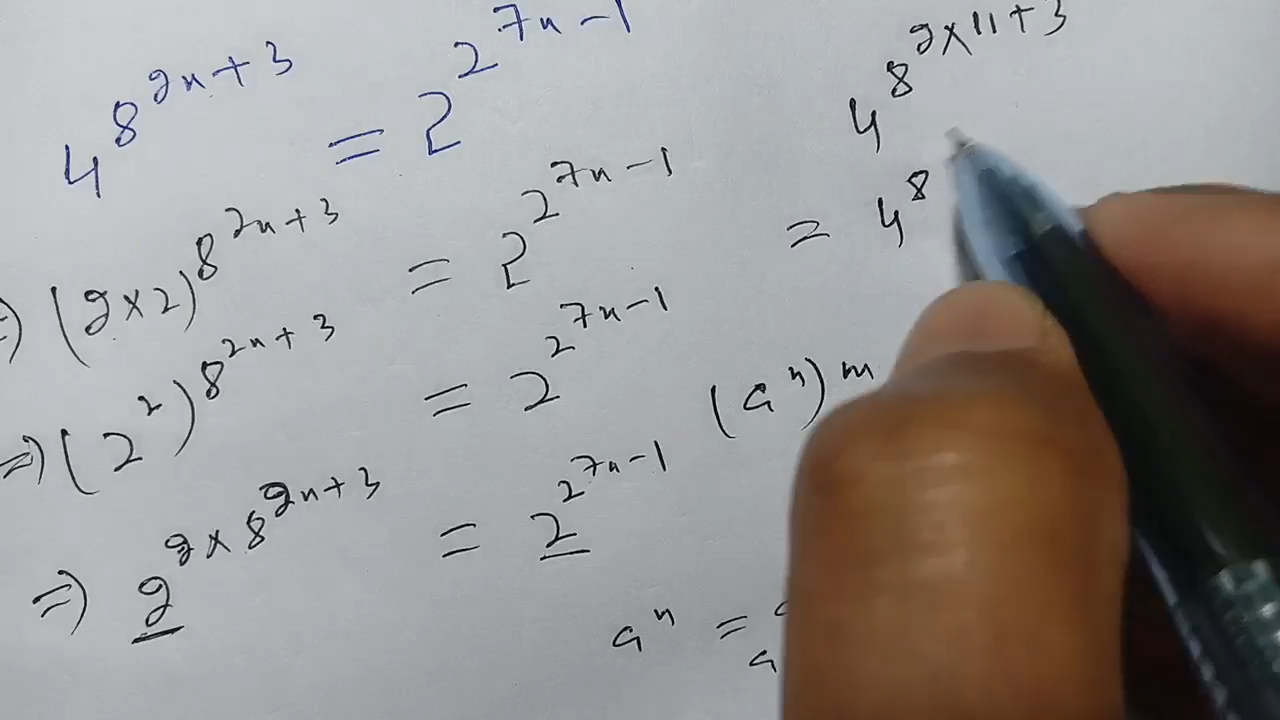 4^8^2x+3 = 2^2^7x-1
=> (2×2)^8^2x+3 = 2^2^7x-1
=> (2^2)^8^2x+3 = 2^2^7x-1
=> 2^2×8^2x+3 = 2^2^7x-1
4^8^2×11+3
= 4^8
(a^n)^m
a^n =
a